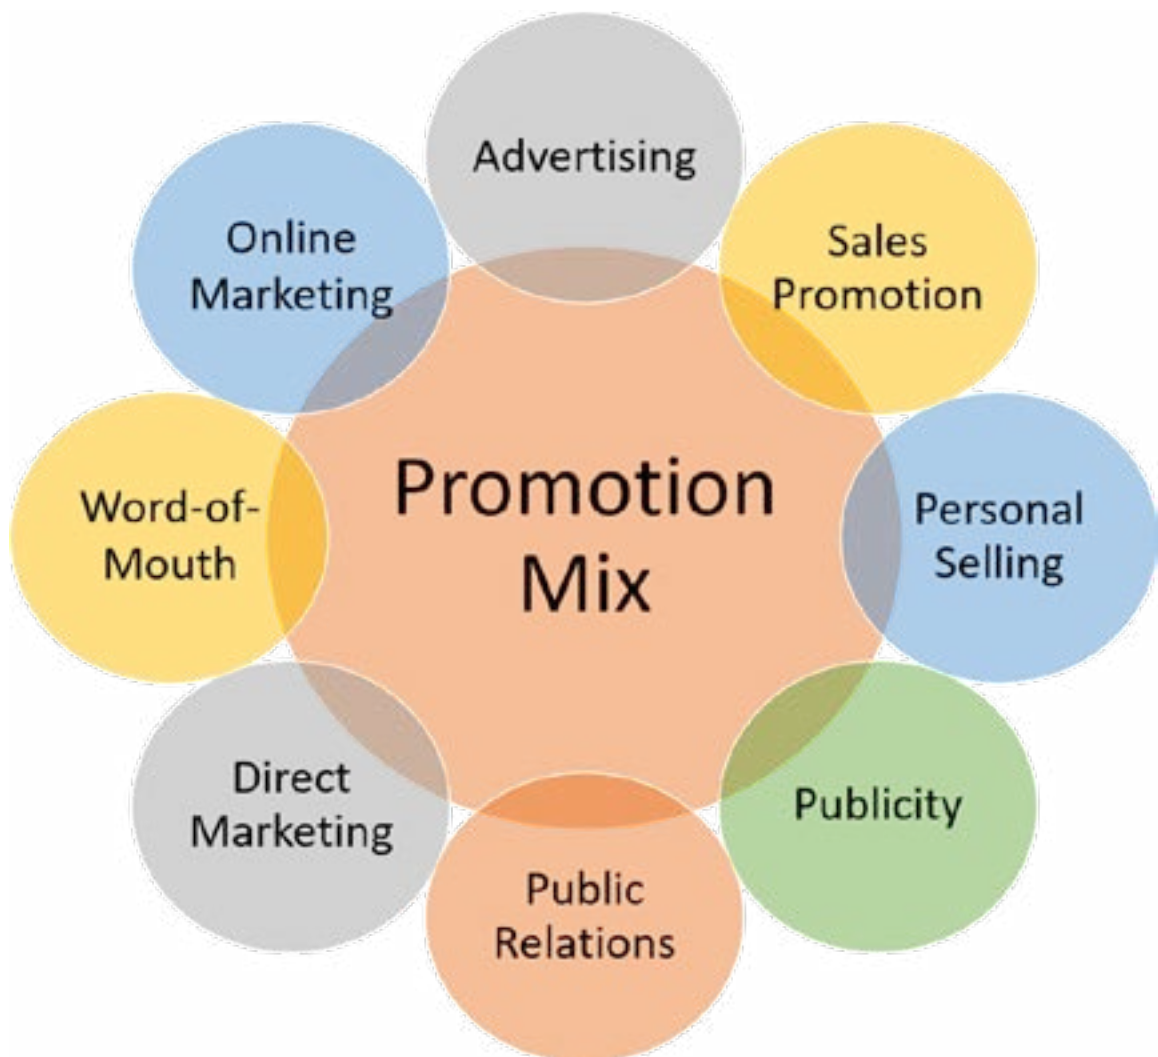 Advertising
Sales
Promotion
Personal
Selling
Publicity
Public
Relations
Direct
Marketing
Word-of-
Mouth
Online
Marketing
Promotion
Mix